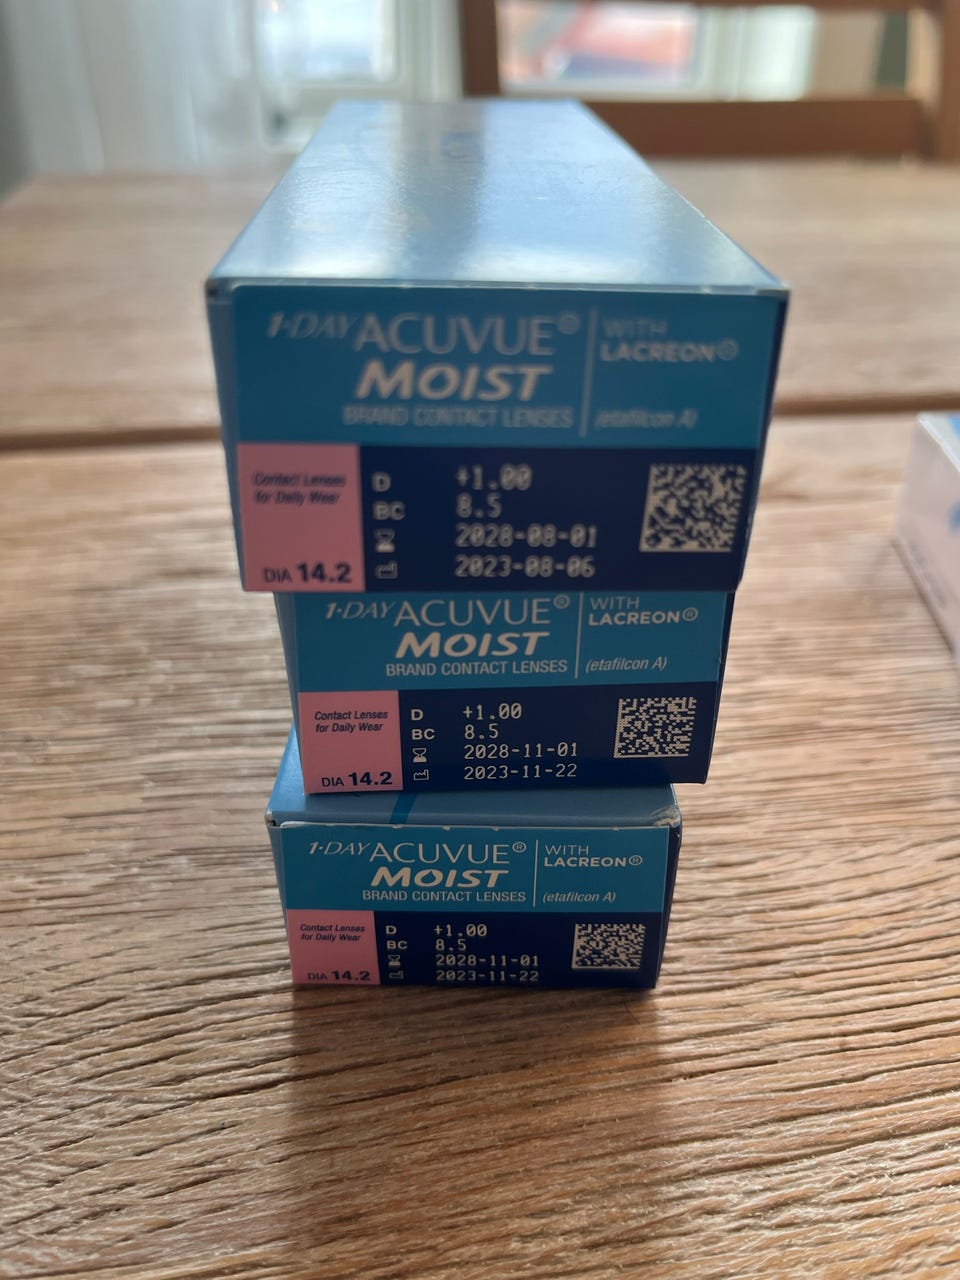 1·DAY ACUVUE® WITH
MOIST LACREON®
BRAND CONTACT LENSES (etafilcon A)
Contact Lenses
for Daily Wear
DIA 14.2
D +1.00
BC 8.5
2028-08-01
2023-08-06
1·DAY ACUVUE® WITH
MOIST LACREON®
BRAND CONTACT LENSES (etafilcon A)
Contact Lenses
for Daily Wear
DIA 14.2
D +1.00
BC 8.5
2028-11-01
2023-11-22
1·DAY ACUVUE® WITH
MOIST LACREON®
BRAND CONTACT LENSES (etafilcon A)
Contact Lenses
for Daily Wear
DIA 14.2
D +1.00
BC 8.5
2028-11-01
2023-11-22